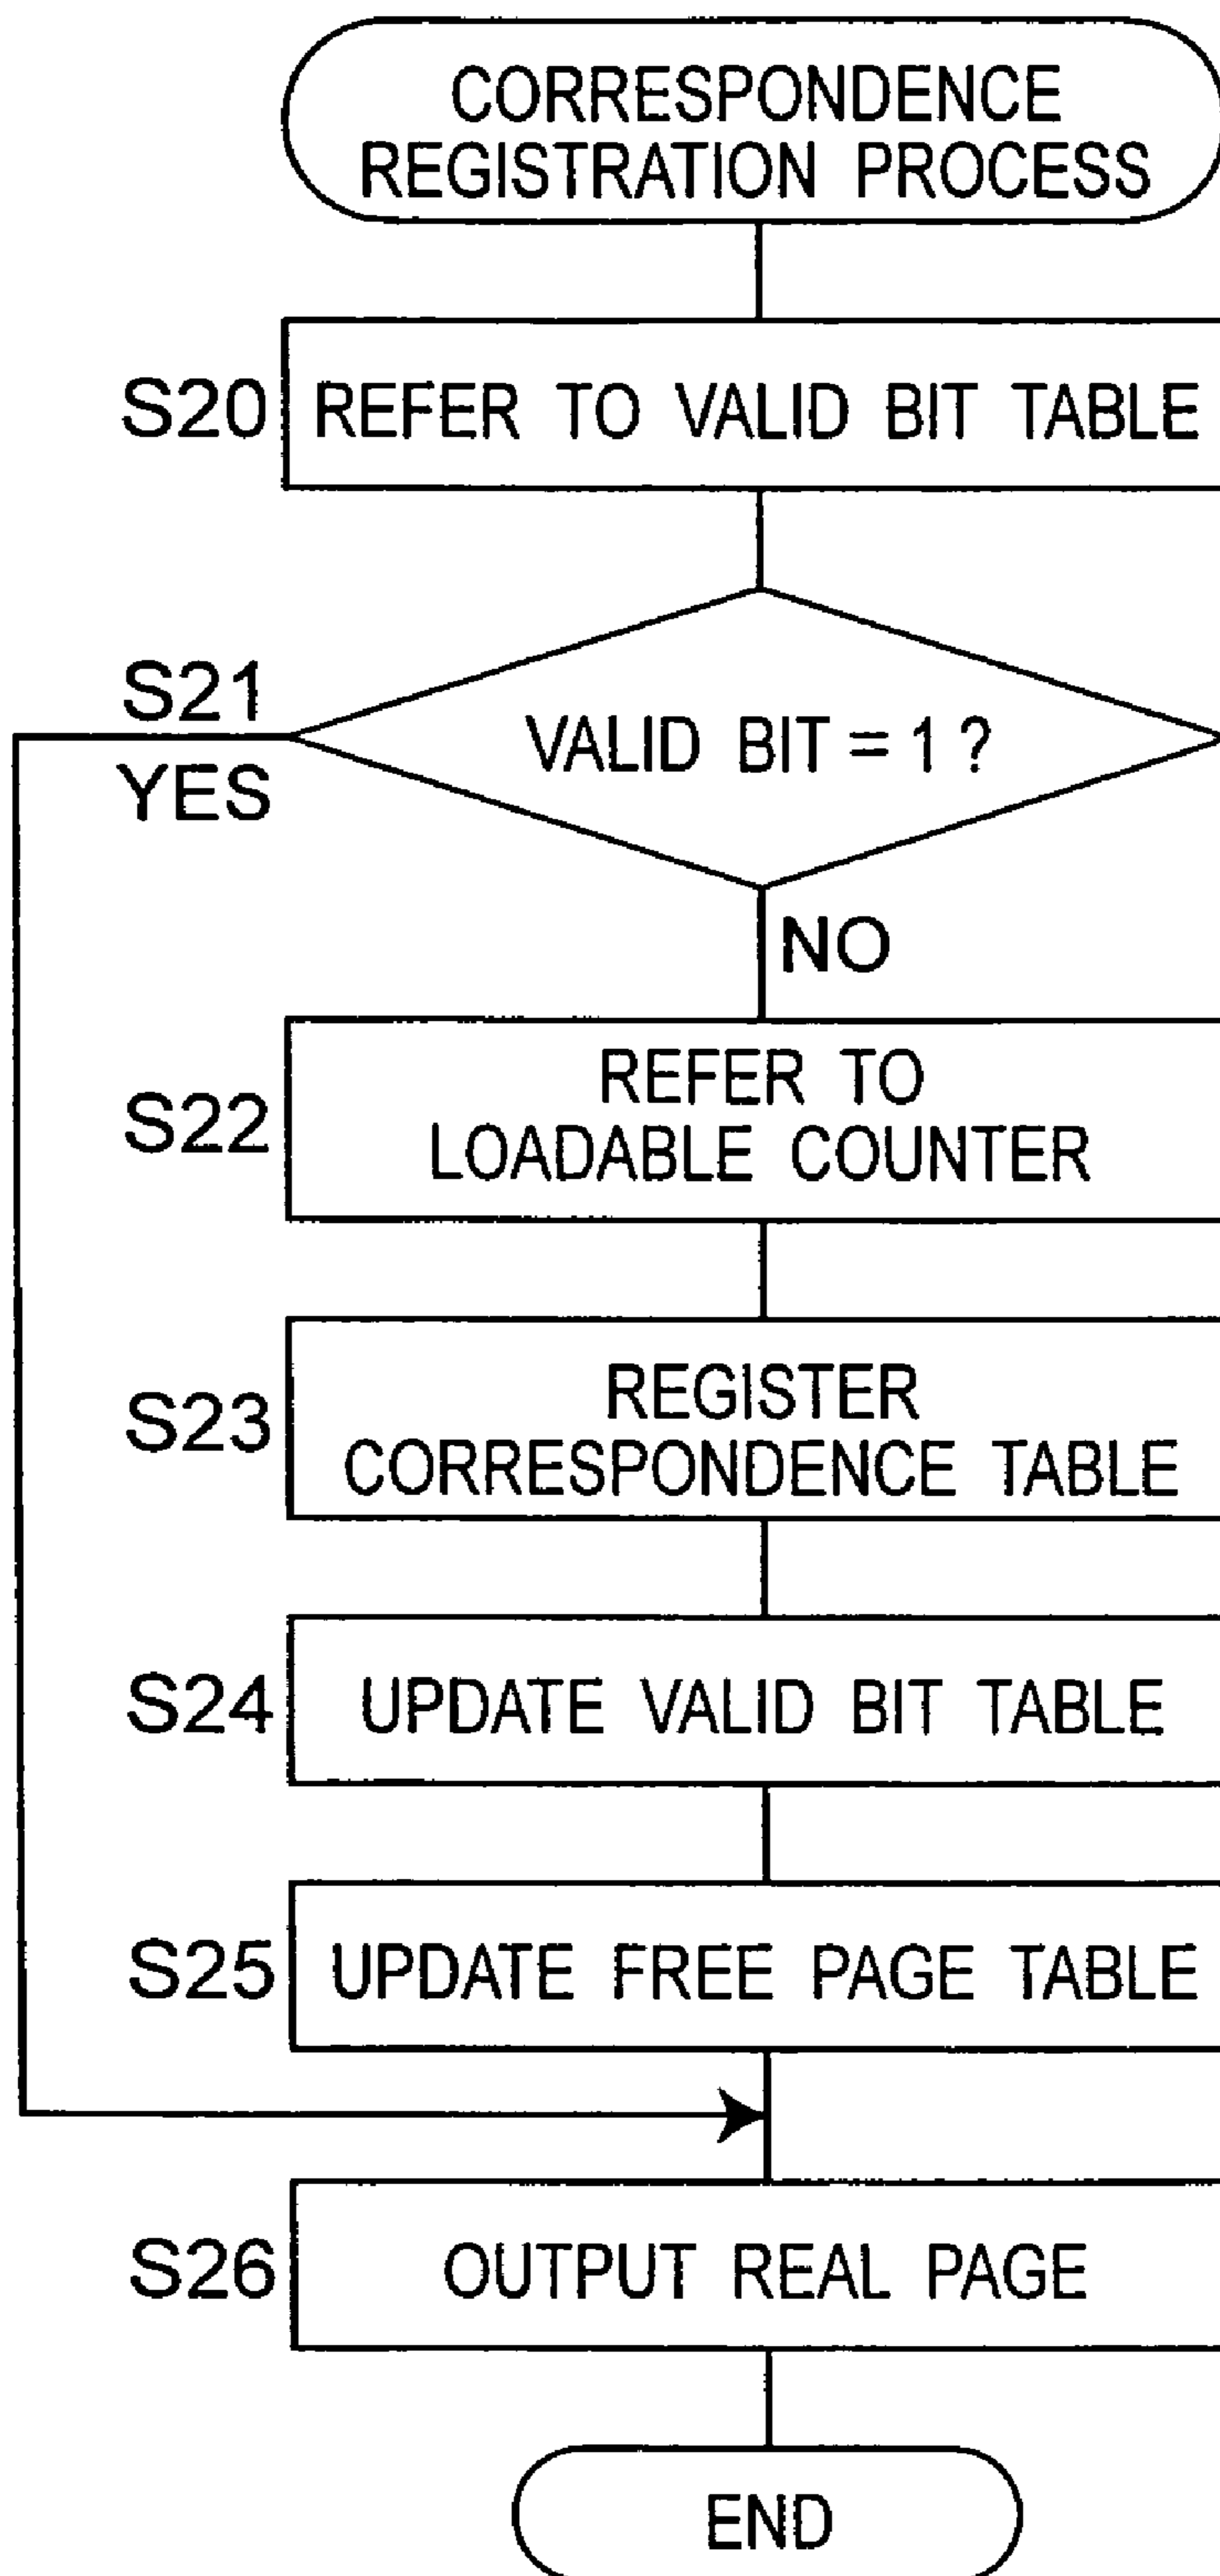 CORRESPONDENCE
REGISTRATION PROCESS
S20
REFER TO VALID BIT TABLE
S21
YES
VALID BIT = 1 ?
NO
S22
REFER TO
LOADABLE COUNTER
S23
REGISTER
CORRESPONDENCE TABLE
S24
UPDATE VALID BIT TABLE
S25
UPDATE FREE PAGE TABLE
S26
OUTPUT REAL PAGE
END